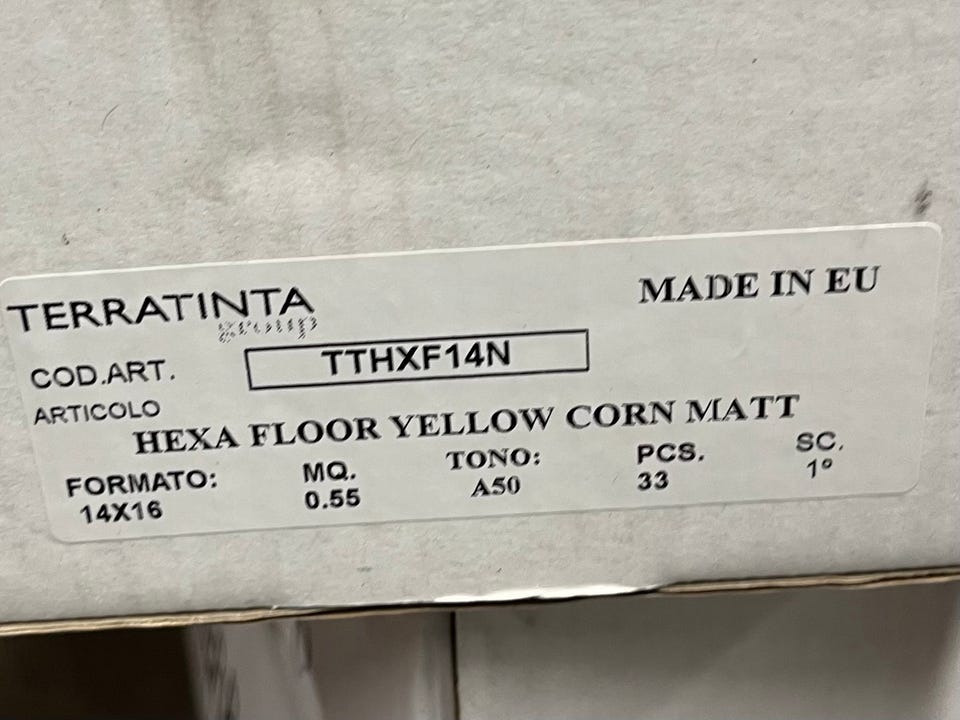 TERRATINTA
group
MADE IN EU
COD.ART.
TTHXF14N
ARTICOLO
HEXA FLOOR YELLOW CORN MATT
FORMATO: MQ. TONO: PCS. SC.
14X16 0.55 A50 33 1°